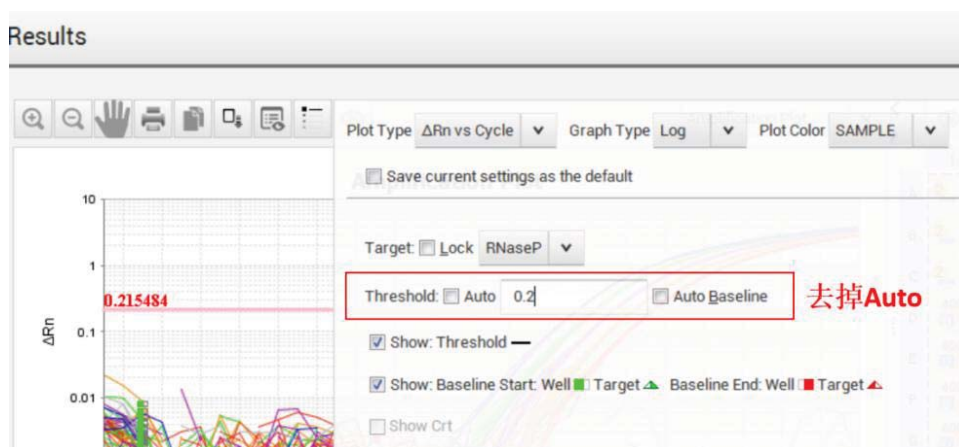 Results
Plot Type ΔRn vs Cycle Graph Type Log Plot Color SAMPLE
Save current settings as the default
Target: Lock RNaseP
Threshold: Auto 0.2 Auto Baseline 去掉Auto
Show: Threshold
Show: Baseline Start: Well Target Baseline End: Well Target
Show Crt
10
1
0.215484
0.1
0.01
ΔRn